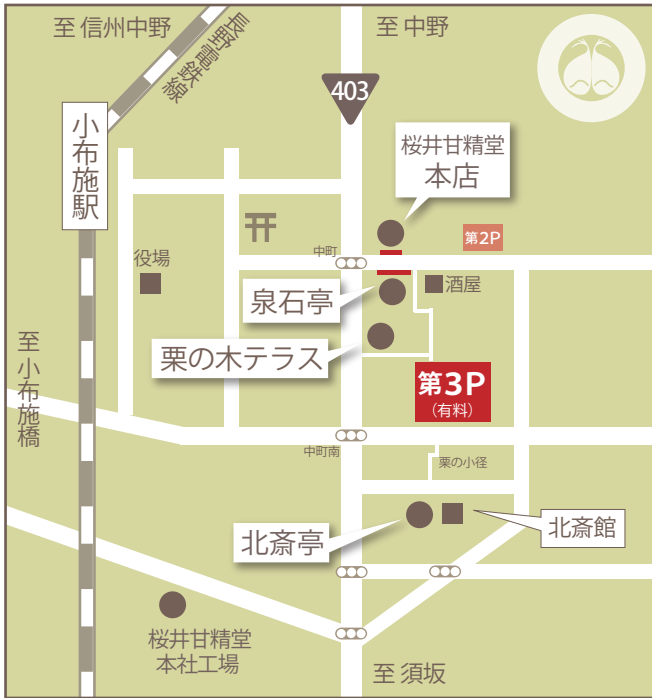 至 信州中野
長野電鉄線
至 中野
403
小布施駅
桜井甘精堂
本店
第2P
中町
役場
酒屋
泉石亭
栗の木テラス
至 小布施橋
第3P
(有料)
中町南
栗の小径
北斎亭
北斎館
桜井甘精堂
本社工場
至 須坂